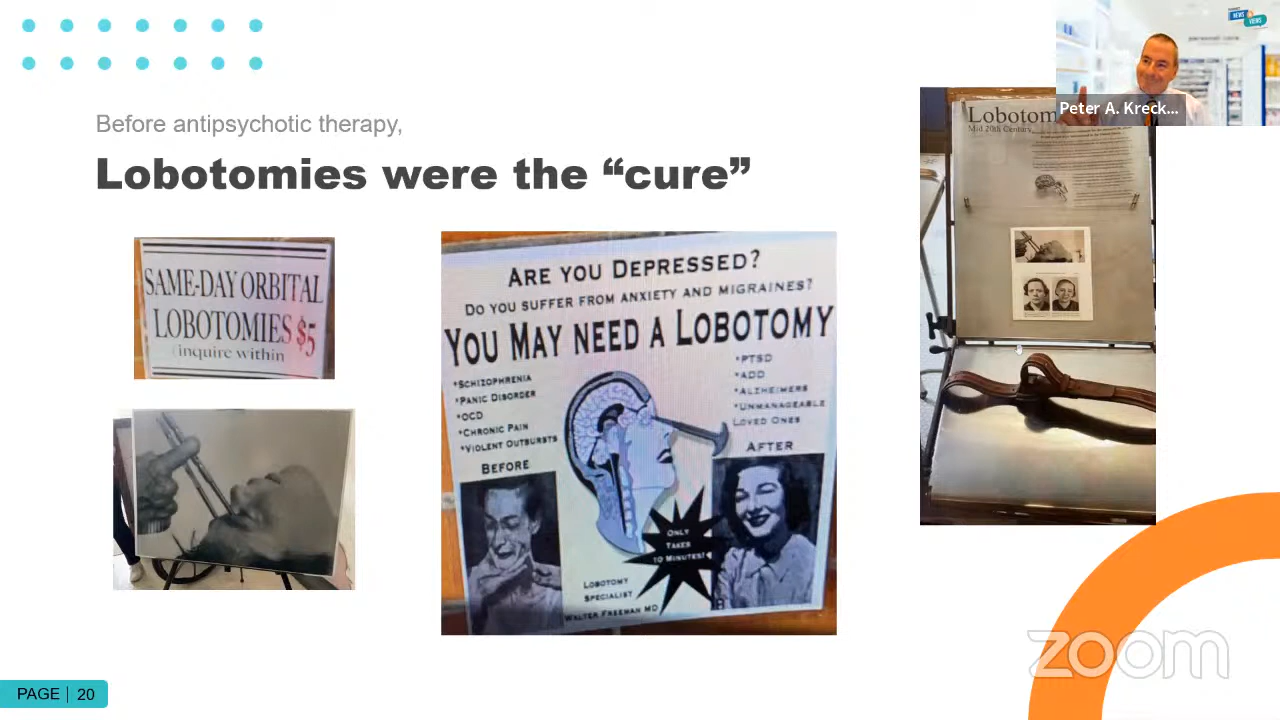 Before antipsychotic therapy,
Lobotomies were the “cure”
SAME-DAY ORBITAL
LOBOTOMIES $5
inquire within
ARE YOU DEPRESSED?
DO YOU SUFFER FROM ANXIETY AND MIGRAINES?
YOU MAY NEED A LOBOTOMY
*SCHIZOPHRENIA
*PANIC DISORDER
*OCD
*CHRONIC PAIN
*VIOLENT OUTBURSTS
*PTSD
*ADD
*ALZHEIMERS
*UNMANAGEABLE
LOVED ONES
BEFORE
AFTER
ONLY
TAKES
10 MINUTES!
LOBOTOMY
SPECIALIST
WALTER FREEMAN MD
Lobotom
Mid 20th Century
NEWS
VIEWS
Peter A. Kreck...
zoom
PAGE | 20